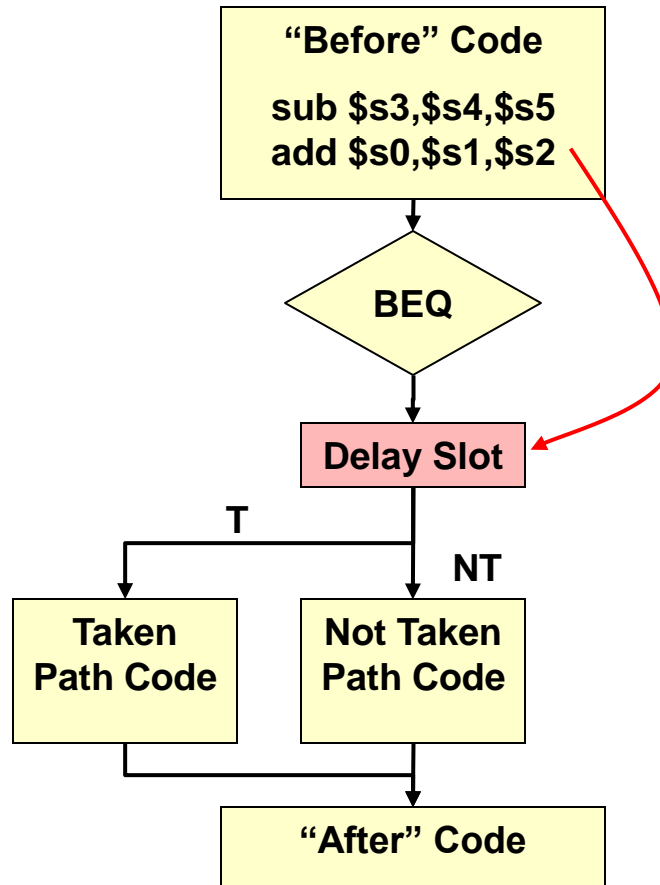 “Before” Code
sub $s3,$s4,$s5
add $s0,$s1,$s2
BEQ
Delay Slot
T
NT
Taken
Path Code
Not Taken
Path Code
“After” Code